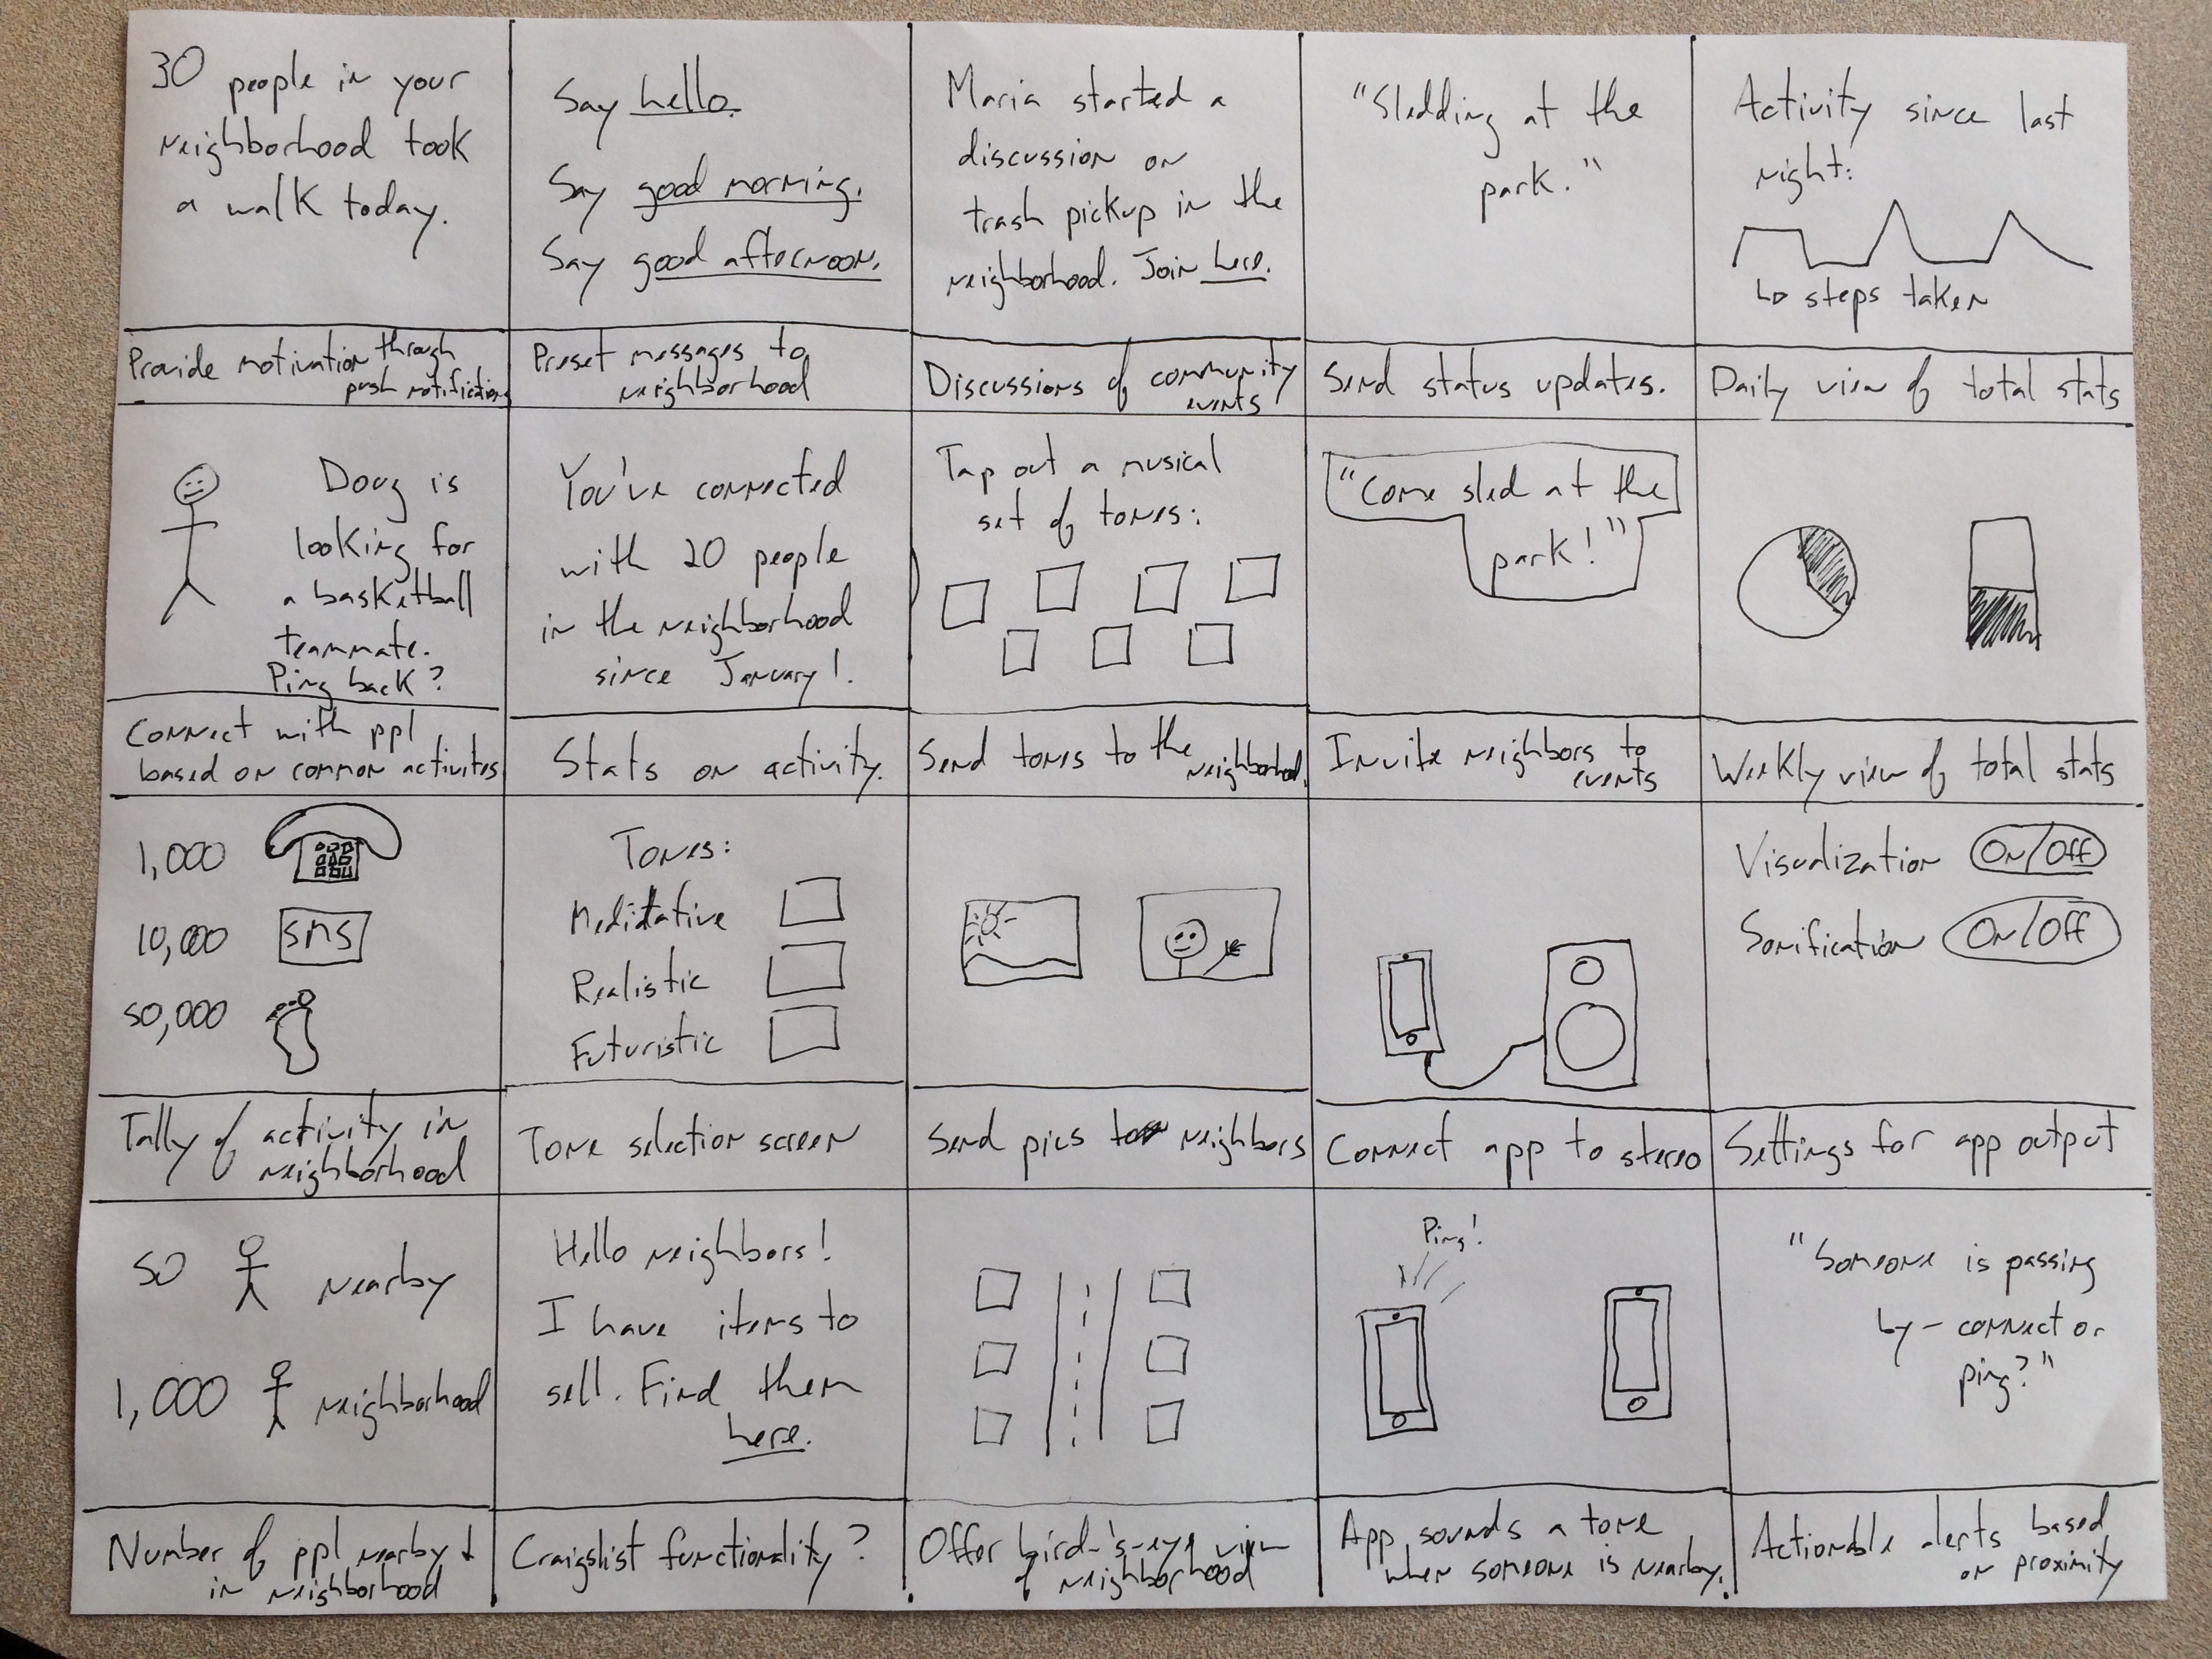 30 people in your
neighborhood took
a walk today.
Provide motivation through
push notifictions
Say hello.
Say good morning.
Say good afternoon.
Preset messages to
neighborhood
Maria started a
discussion on
trash pickup in the
neighborhood. Join here.
Discussions of community
events
"Sledding at the
park."
Send status updates.
Activity since last
night:
steps taken
Daily view of total stats
Doug is
looking for
a basketball
teammate.
Ping back?
Connect with ppl
based on common activites
You've connected
with 20 people
in the neighborhood
since January!.
Stats on activity.
Tap out a musical
set of tones:
Send tones to the
neighborhood.
"Come sled at the
park!"
Invite neighbors to
events
Weekly view of total stats
1,000
10,000 sms
50,000
Tally of activity in
neighborhood
Tones:
Meditative
Realistic
Futuristic
Tone selection screen
Send pics to neighbors
Connect app to stereo
Visualization On/Off
Sonification On/Off
Settings for app output
50 nearby
1,000 neighborhood
Number of ppl nearby +
in neighborhood
Hello neighbors!
I have items to
sell. Find them
here.
Craigslist functionality?
Offer bird-'s-eye view
of neighborhood
Ping!
App sounds a tone
when someone is nearby.
"Someone is passing
by - connect or
ping?"
Actionable alerts based
on proximity